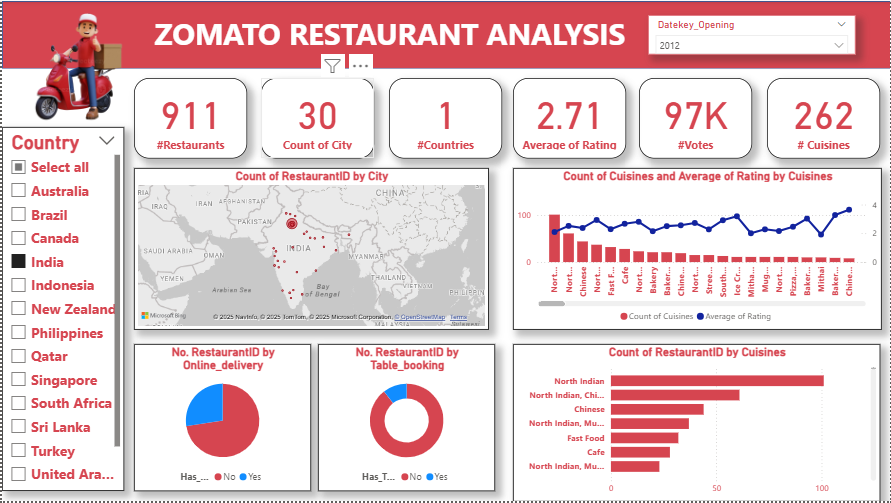 ZOMATO RESTAURANT ANALYSIS
Datekey_Opening
2012
911
#Restaurants
30
Count of City
1
#Countries
2.71
Average of Rating
97K
#Votes
262
# Cuisines
Country
Select all
Australia
Brazil
Canada
India
Indonesia
New Zealand
Philippines
Qatar
Singapore
South Africa
Sri Lanka
Turkey
United Ara...
Count of RestaurantID by City
CHINA
IRAQ
IRAN
AFGHANISTAN
PAKISTAN
SAUDI ARABIA
OMAN
INDIA
MYANMAR
YEMEN
THAILAND
VIETNAM
PHILIPPIN
Arabian Sea
Bay
of Bengal
MALAYSIA
Microsoft Bing
© 2025 NavInfo, © 2025 TomTom, © 2025 Microsoft Corporation, © OpenStreetMap Terms
Count of Cuisines and Average of Rating by Cuisines
100
0
4
2
0
Nort...
Nort...
Chinese
Nort...
Fast F...
Cafe
Nort...
Bakery
Baker...
Chine...
Nort...
Stree...
South...
Ice Cr...
Mitha...
Mug...
Nort...
Pizza,...
Baker...
Mithai
Baker...
Chine...
Count of Cuisines Average of Rating
No. RestaurantID by
Online_delivery
Has_... No Yes
No. RestaurantID by
Table_booking
Has_T... No Yes
Count of RestaurantID by Cuisines
North Indian
North Indian, Chi...
Chinese
North Indian, Mu...
Fast Food
Cafe
North Indian, Mu...
0 50 100